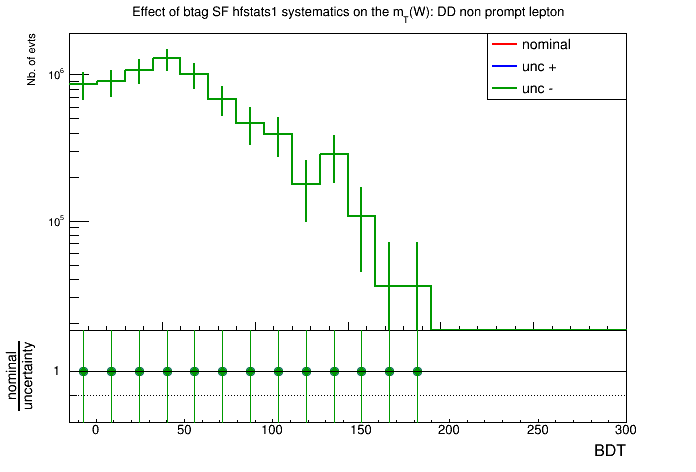 Effect of btag SF hfstats1 systematics on the m_T(W): DD non prompt lepton
Nb. of evts
nominal
unc +
unc -
10^6
10^5
nominal
uncertainty
1
0 50 100 150 200 250 300
BDT